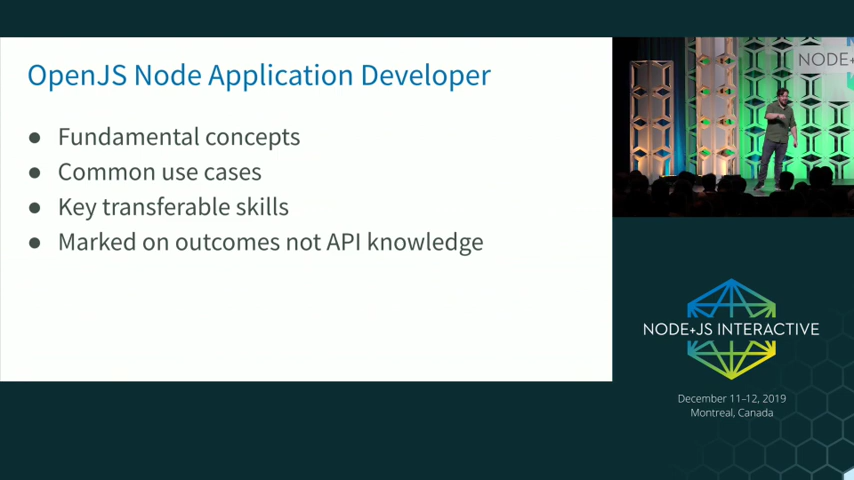 OpenJS Node Application Developer
● Fundamental concepts
● Common use cases
● Key transferable skills
● Marked on outcomes not API knowledge
NODE+
NODE+JS INTERACTIVE
December 11–12, 2019
Montreal, Canada